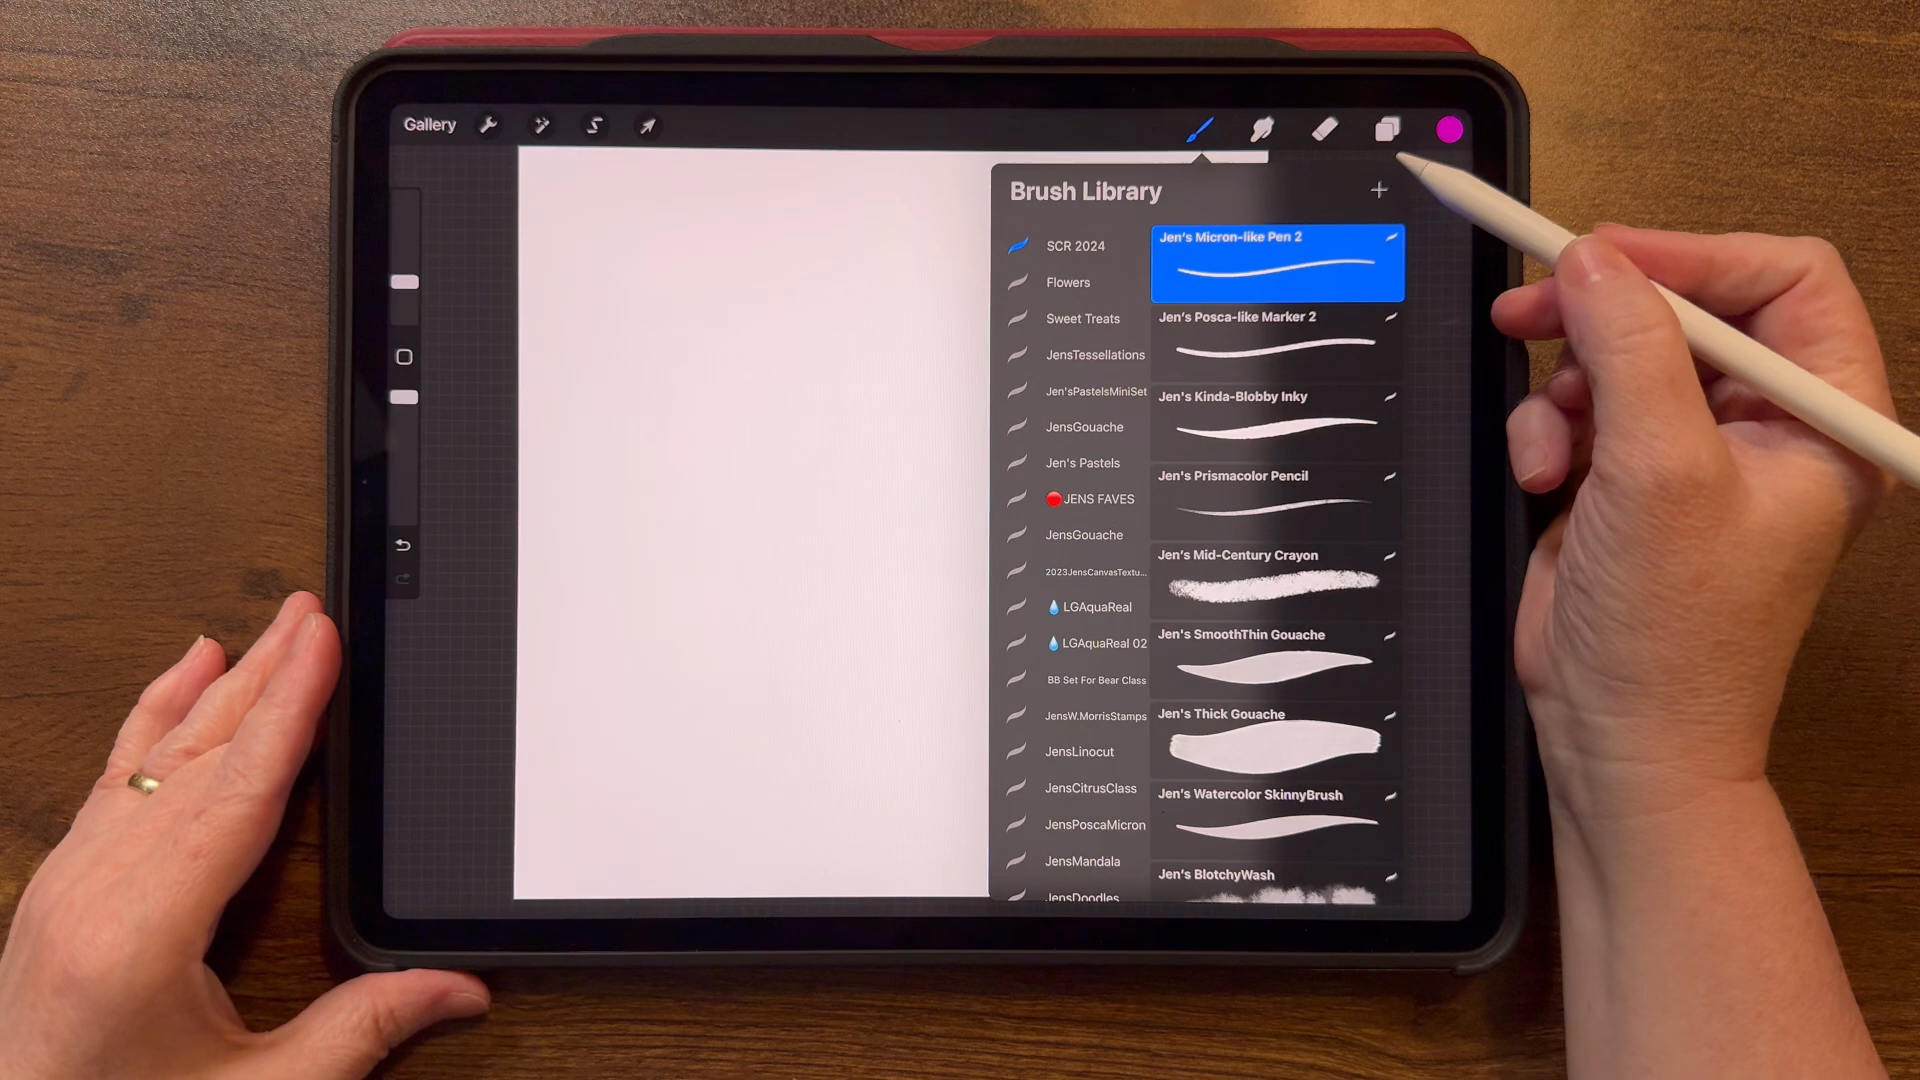 Gallery
Brush Library
SCR 2024
Flowers
Sweet Treats
JensTessellations
Jen'sPastelsMiniSet
JensGouache
Jen's Pastels
JENS FAVES
JensGouache
2023JensCanvasTextu...
LGAquaReal
LGAquaReal 02
BB Set For Bear Class
JensW.MorrisStamps
JensLinocut
JensCitrusClass
JensPoscaMicron
JensMandala
JensDoodles
Jen's Micron-like Pen 2
Jen's Posca-like Marker 2
Jen's Kinda-Blobby Inky
Jen's Prismacolor Pencil
Jen's Mid-Century Crayon
Jen's SmoothThin Gouache
Jen's Thick Gouache
Jen's Watercolor SkinnyBrush
Jen's BlotchyWash